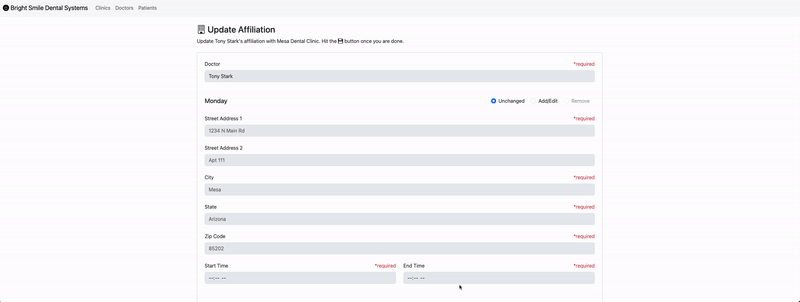 Bright Smile Dental Systems Clinics Doctors Patients
Update Affiliation
Update Tony Stark's affiliation with Mesa Dental Clinic. Hit the button once you are done.
Doctor *required
Tony Stark
Monday Unchanged Add/Edit Remove
Street Address 1 *required
1234 N Main Rd
Street Address 2
Apt 111
City *required
Mesa
State *required
Arizona
Zip Code *required
85202
Start Time *required End Time *required
--:-- -- --:-- --